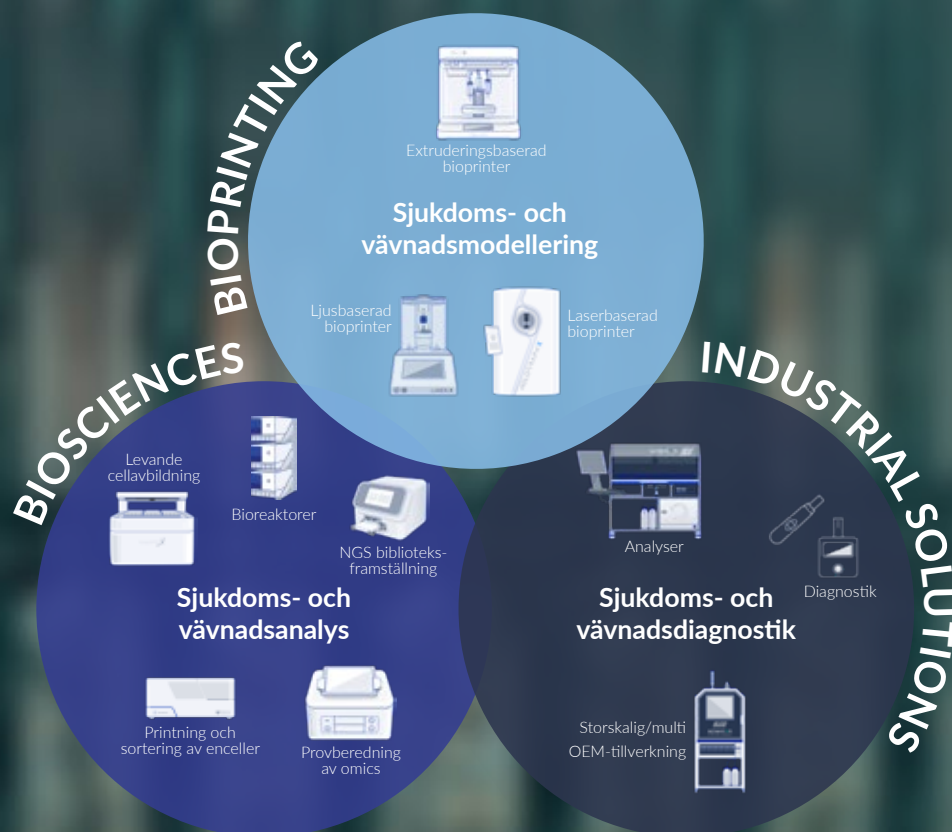 BIOPRINTING
Extruderingsbaserad
bioprinter
Sjukdoms- och
vävnadsmodellering
Ljusbaserad
bioprinter
Laserbaserad
bioprinter
BIOSCIENCES
Levande
cellavbildning
Bioreaktorer
NGS biblioteks-
framställning
Sjukdoms- och
vävnadsanalys
Printning och
sortering av enceller
Provberedning
av omics
INDUSTRIAL SOLUTIONS
Analyser
Diagnostik
Sjukdoms- och
vävnadsdiagnostik
Storskalig/multi
OEM-tillverkning